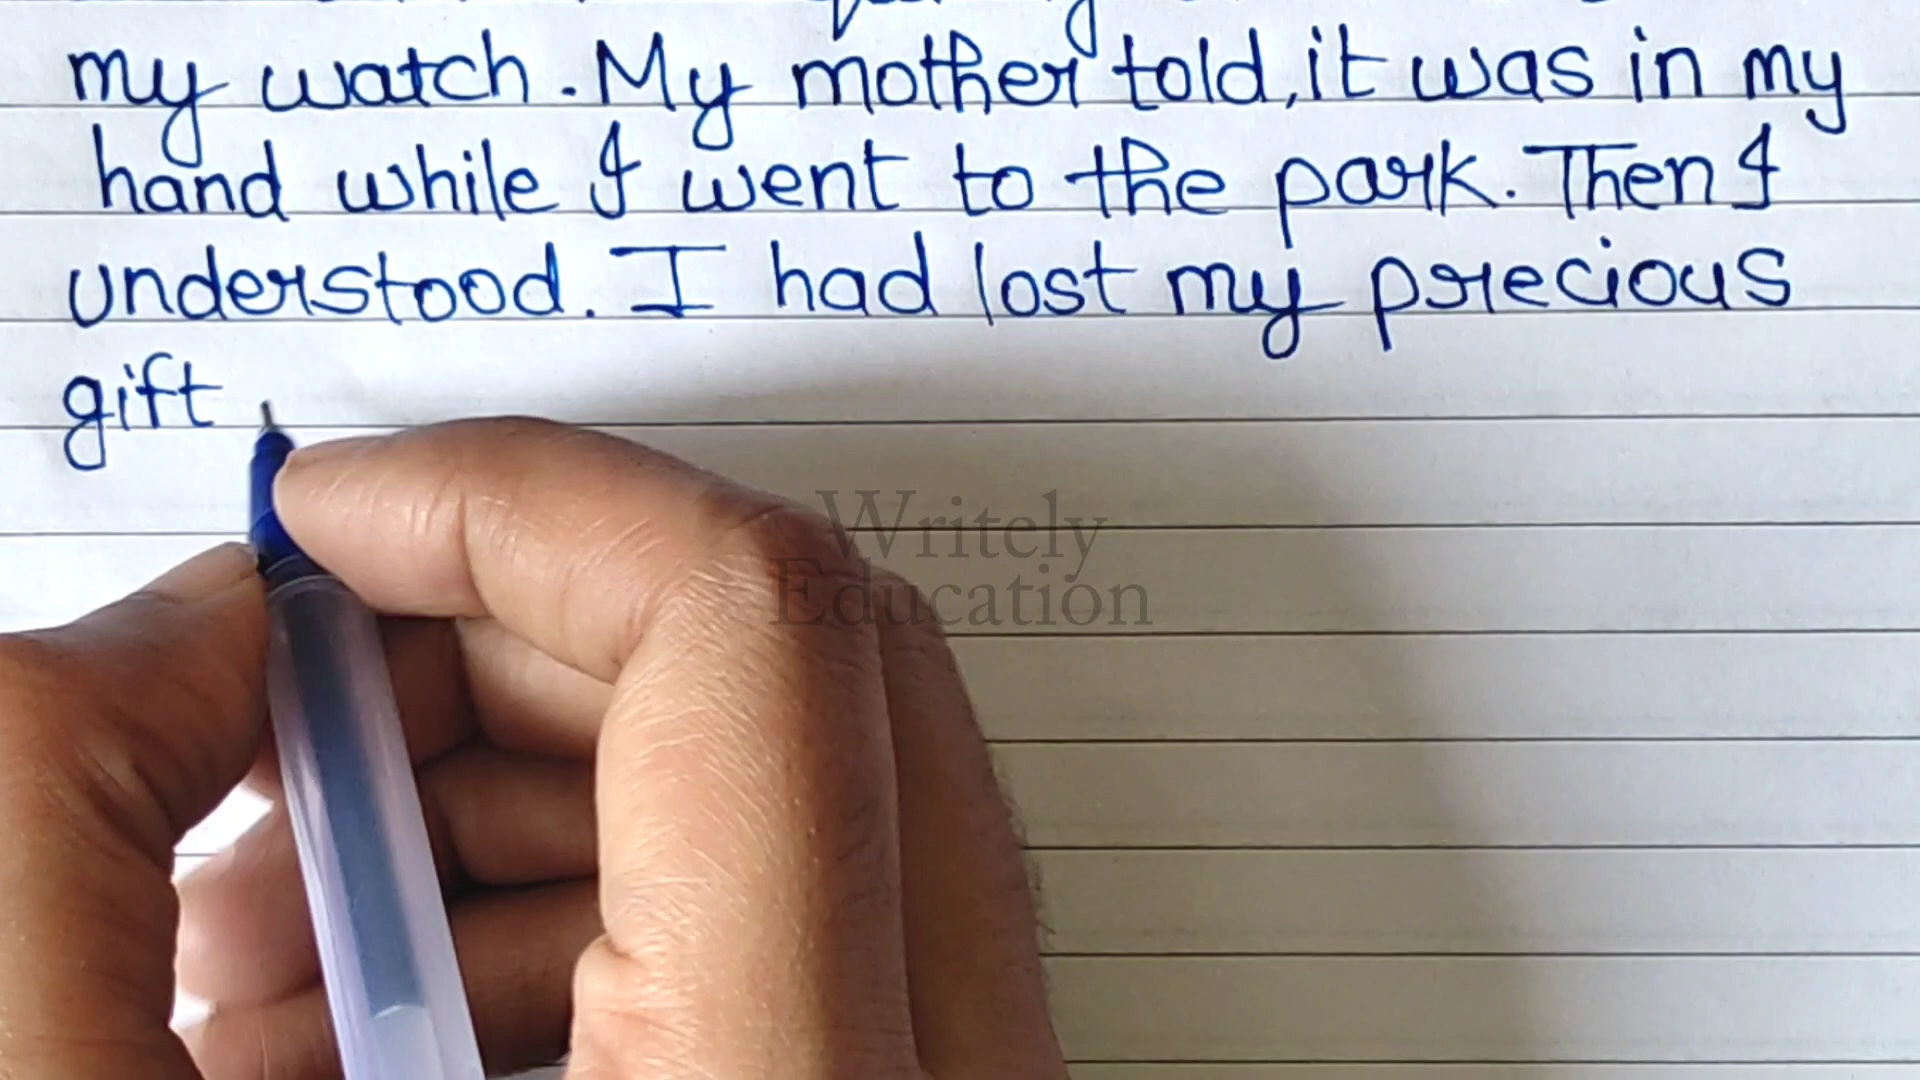 my watch. My mother told, it was in my
hand while I went to the park. Then I
understood. I had lost my precious
gift
Writely
Education